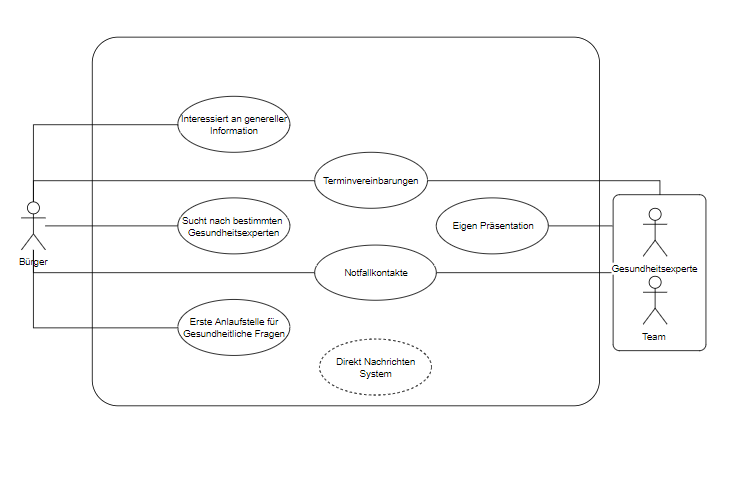 Interessiert an genereller
Information
Terminvereinbarungen
Sucht nach bestimmten
Gesundheitsexperten
Eigen Präsentation
Bürger
Notfallkontakte
Gesundheitsexperte
Erste Anlaufstelle für
Gesundheitliche Fragen
Team
Direkt Nachrichten
System